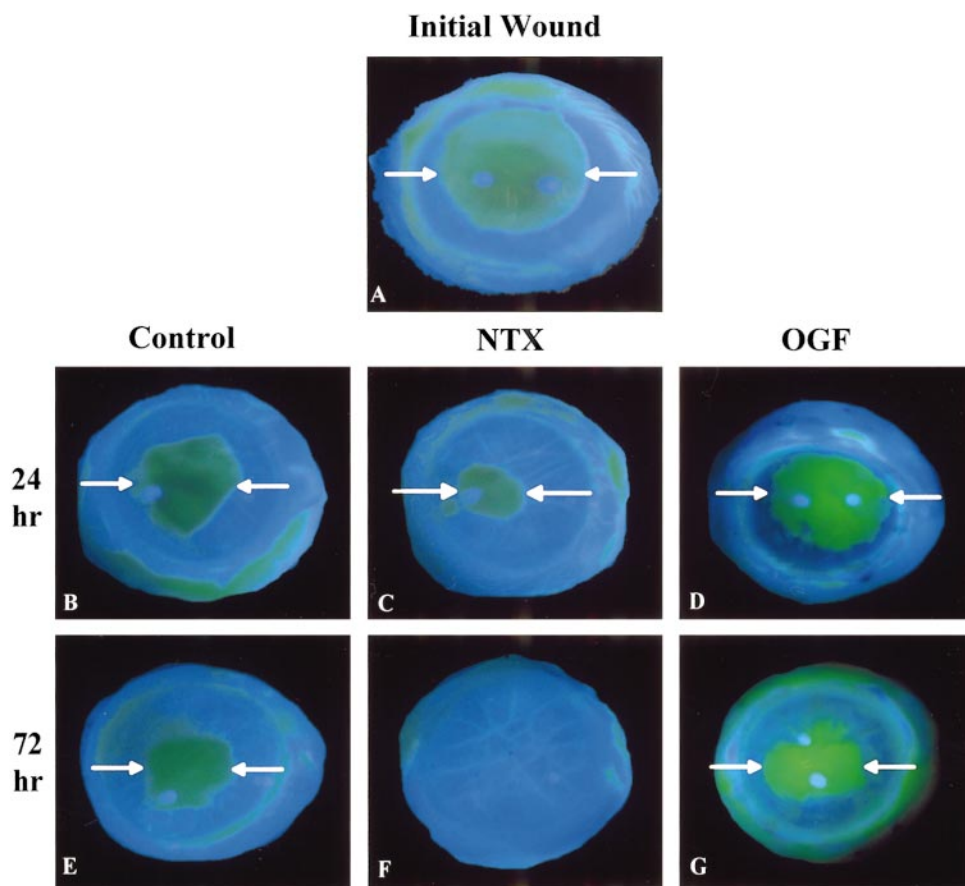 Initial Wound
A
Control
NTX
OGF
24
hr
B
C
D
72
hr
E
F
G